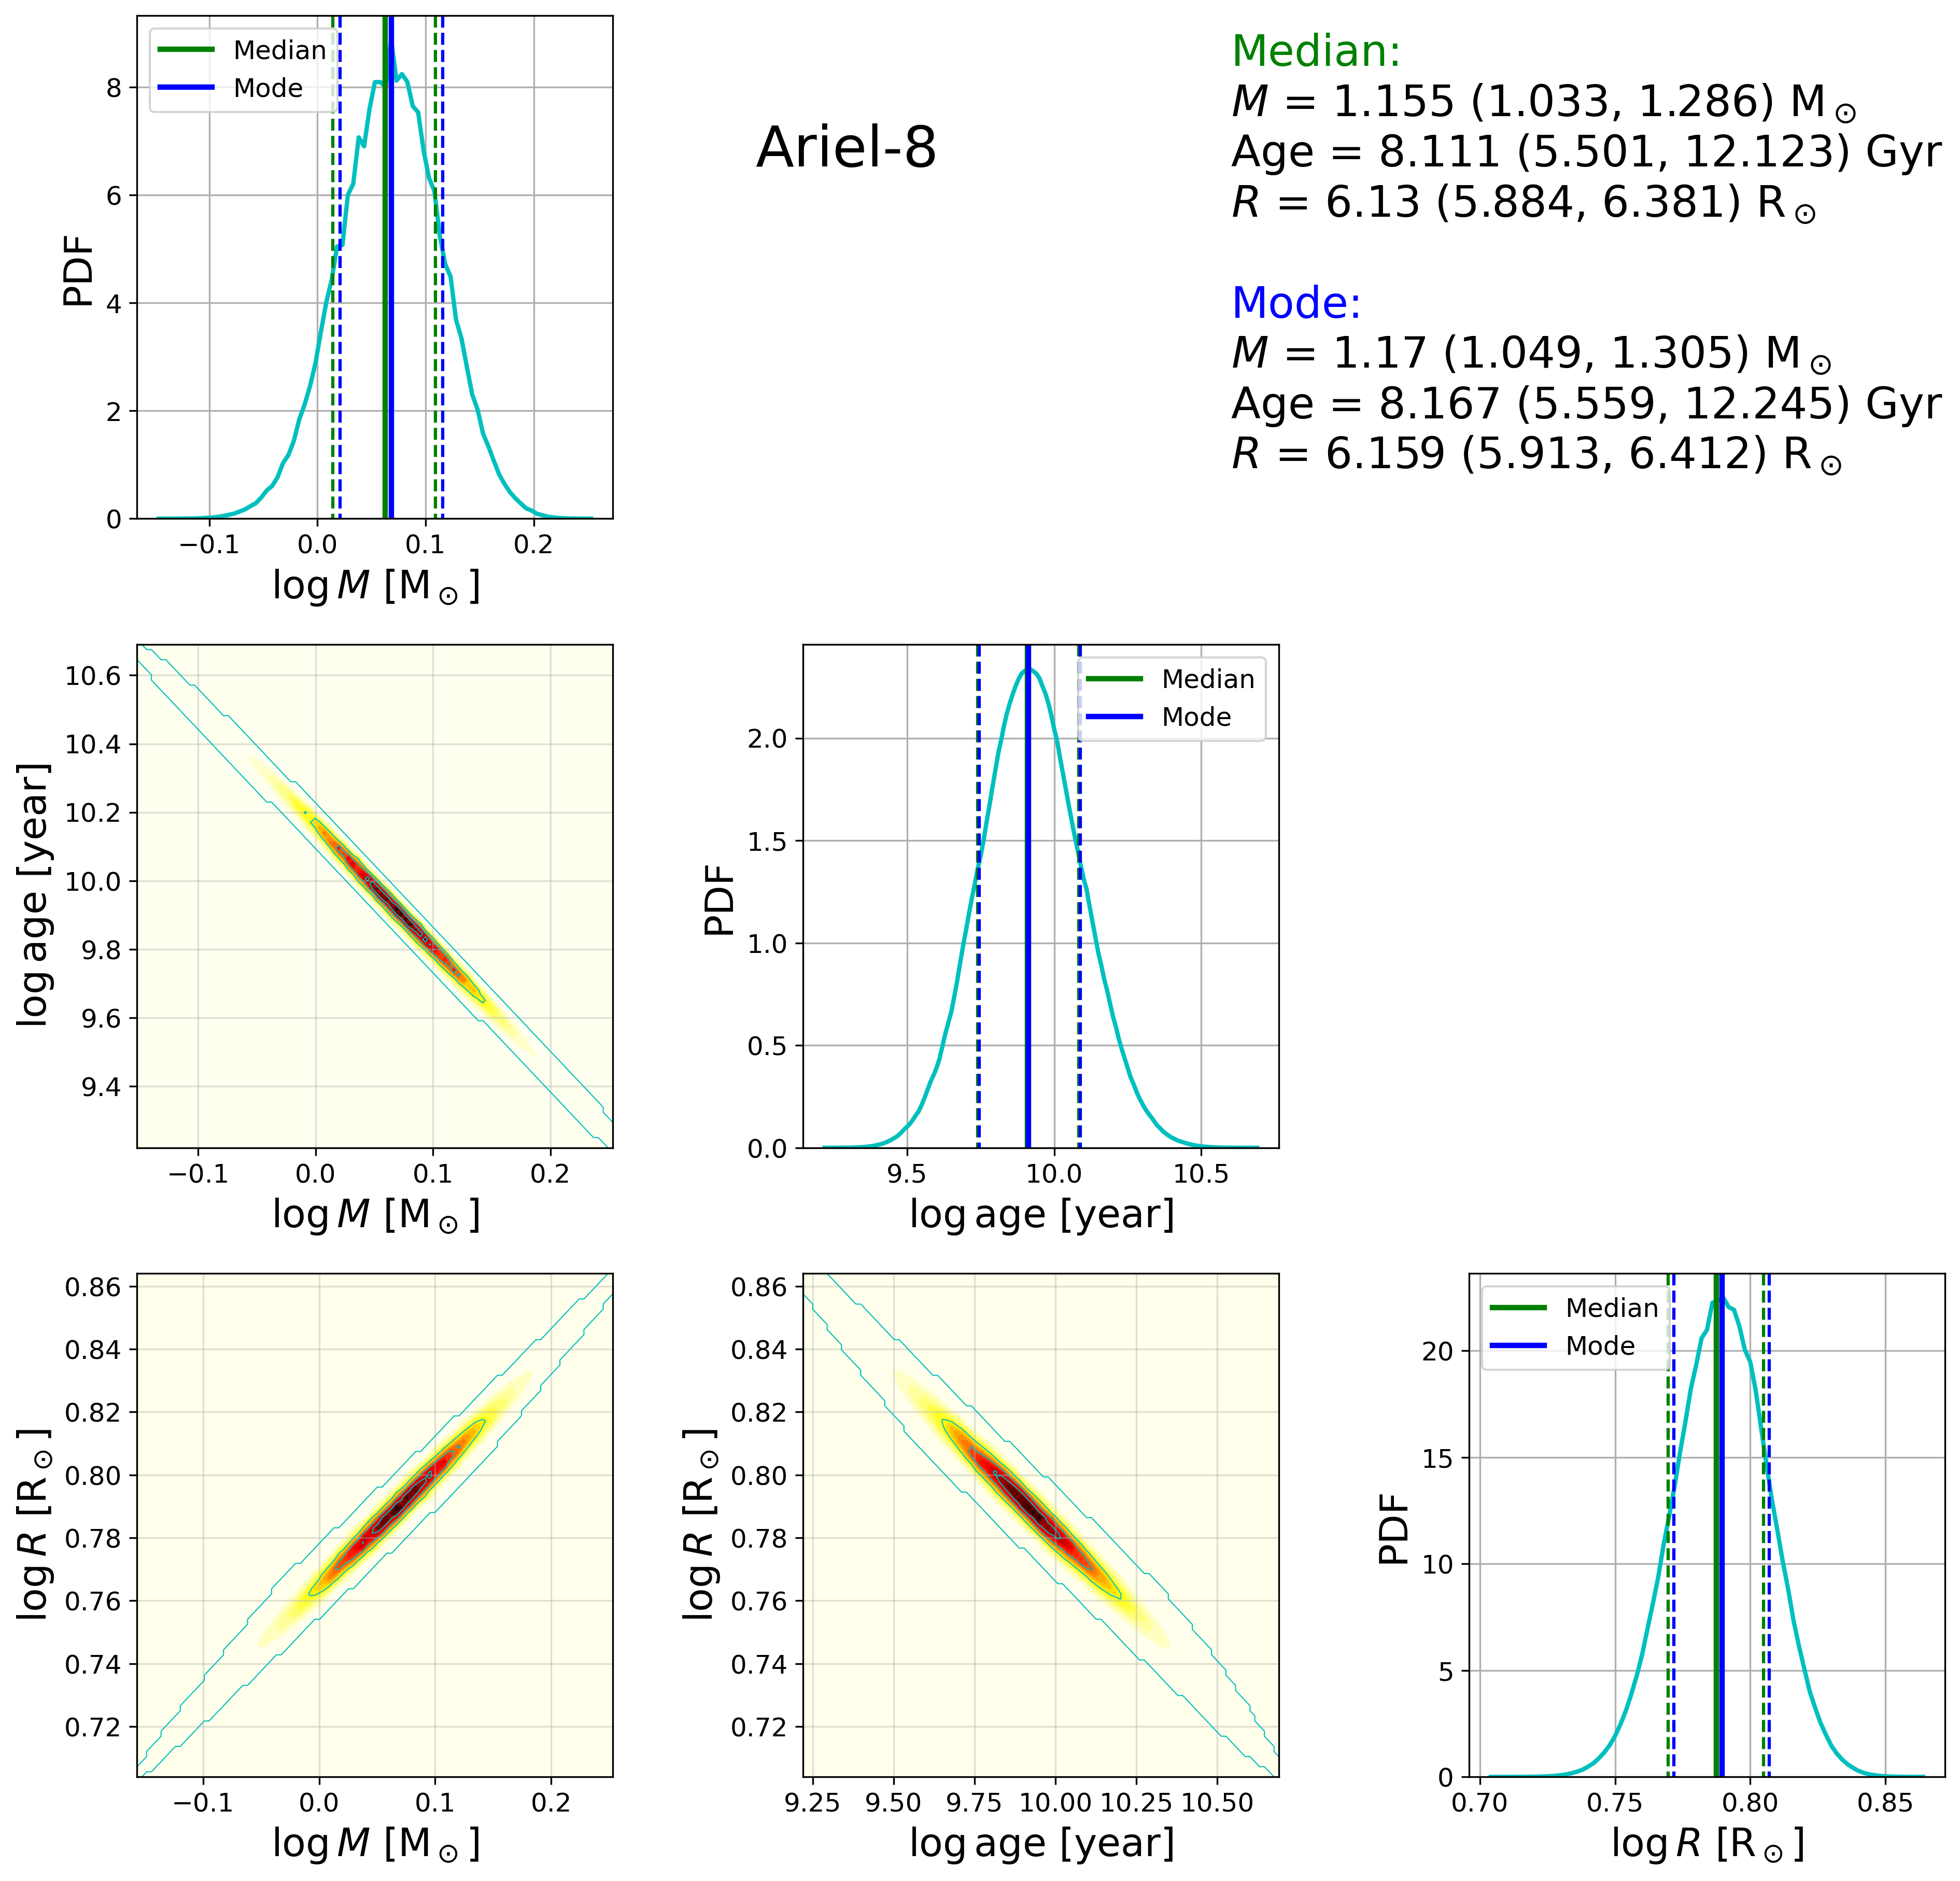 Median
Mode
8
6
4
2
0
PDF
−0.1 0.0 0.1 0.2
log M [M⊙]
Ariel-8
Median:
M = 1.155 (1.033, 1.286) M⊙
Age = 8.111 (5.501, 12.123) Gyr
R = 6.13 (5.884, 6.381) R⊙
Mode:
M = 1.17 (1.049, 1.305) M⊙
Age = 8.167 (5.559, 12.245) Gyr
R = 6.159 (5.913, 6.412) R⊙
10.6
10.4
10.2
10.0
9.8
9.6
9.4
log age [year]
−0.1 0.0 0.1 0.2
log M [M⊙]
Median
Mode
2.0
1.5
1.0
0.5
0.0
PDF
9.5 10.0 10.5
log age [year]
0.86
0.84
0.82
0.80
0.78
0.76
0.74
0.72
log R [R⊙]
−0.1 0.0 0.1 0.2
log M [M⊙]
0.86
0.84
0.82
0.80
0.78
0.76
0.74
0.72
log R [R⊙]
9.25 9.50 9.75 10.00 10.25 10.50
log age [year]
Median
Mode
20
15
10
5
0
PDF
0.70 0.75 0.80 0.85
log R [R⊙]